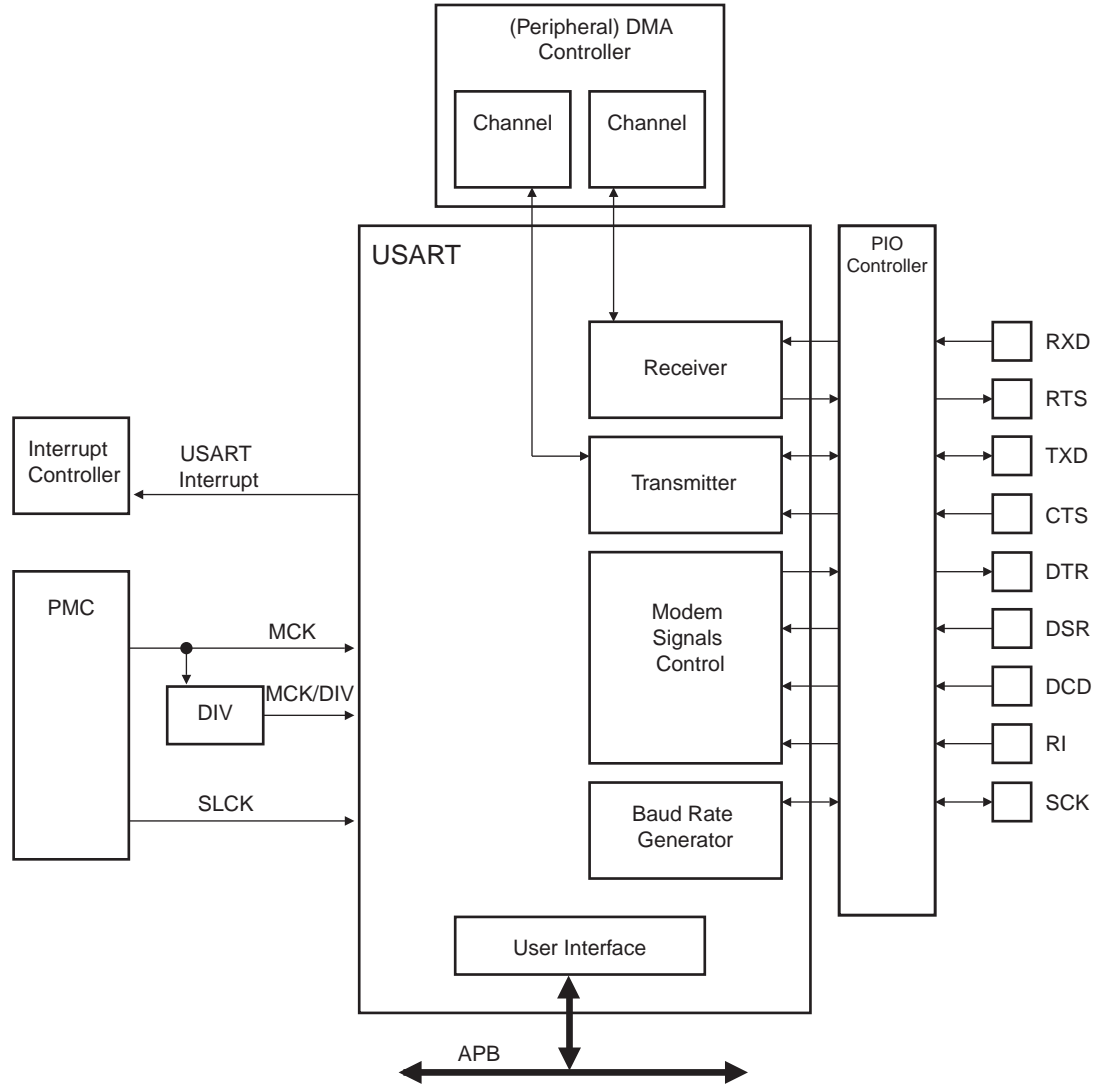 (Peripheral) DMA
Controller
Channel
Channel
USART
PIO
Controller
Receiver
RXD
RTS
Interrupt
Controller
USART
Interrupt
Transmitter
TXD
CTS
PMC
MCK
DIV
MCK/DIV
SLCK
Modem
Signals
Control
DTR
DSR
DCD
RI
Baud Rate
Generator
SCK
User Interface
APB